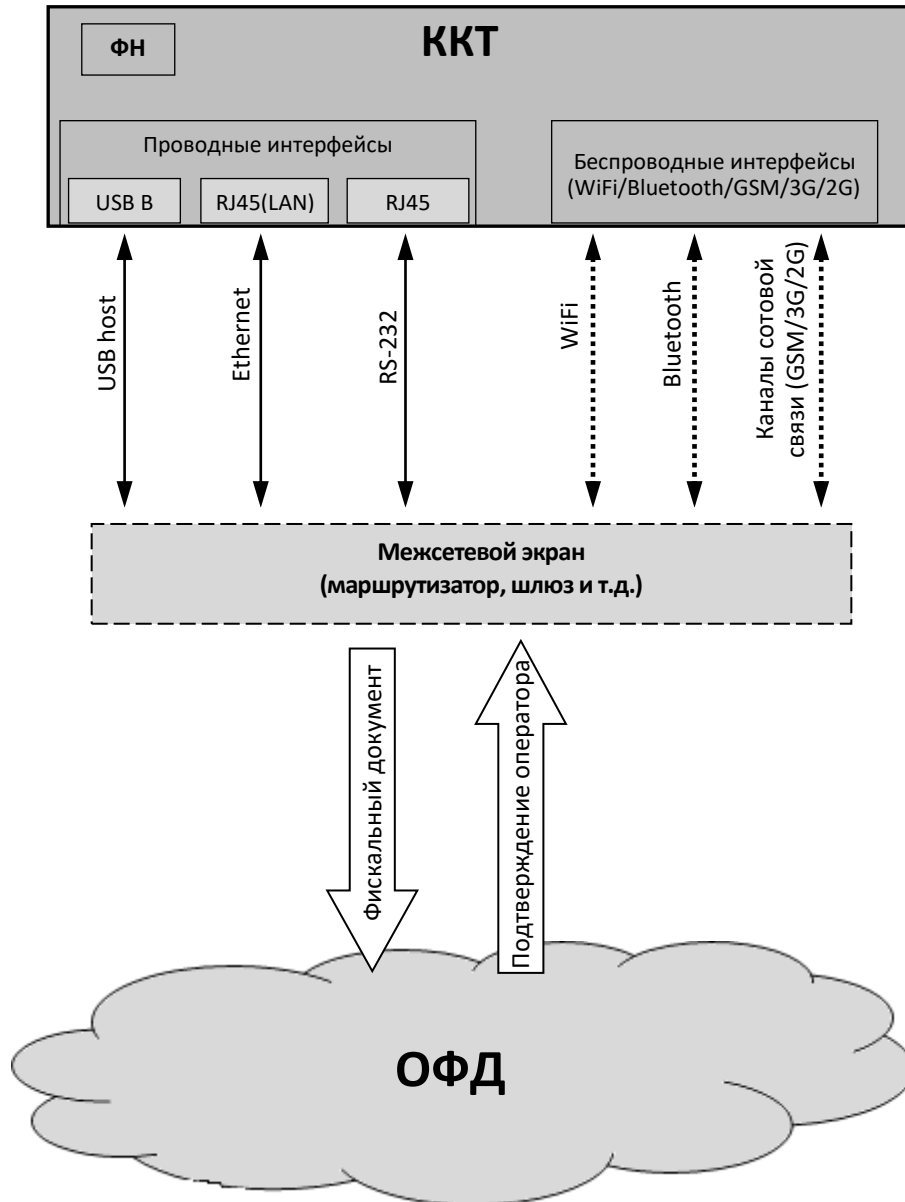 ФН
ККТ
Проводные интерфейсы
USB B
RJ45(LAN)
RJ45
Беспроводные интерфейсы
(WiFi/Bluetooth/GSM/3G/2G)
USB host
Ethernet
RS-232
WiFi
Bluetooth
Каналы сотовой
связи (GSM/3G/2G)
Межсетевой экран
(маршрутизатор, шлюз и т.д.)
Фискальный документ
Подтверждение оператора
ОФД